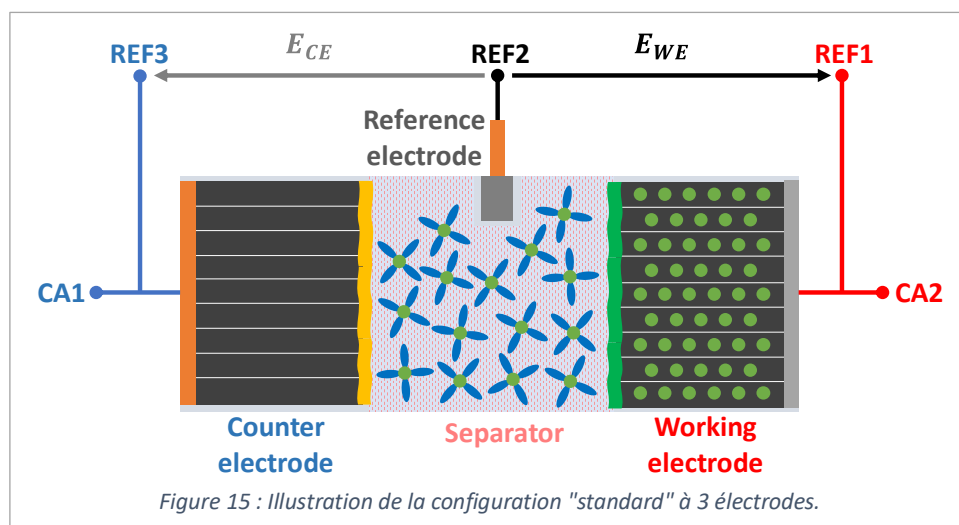 REF3
E_CE
REF2
E_WE
REF1
Reference
electrode
CA1
CA2
Counter
electrode
Separator
Working
electrode
Figure 15 : Illustration de la configuration "standard" à 3 électrodes.